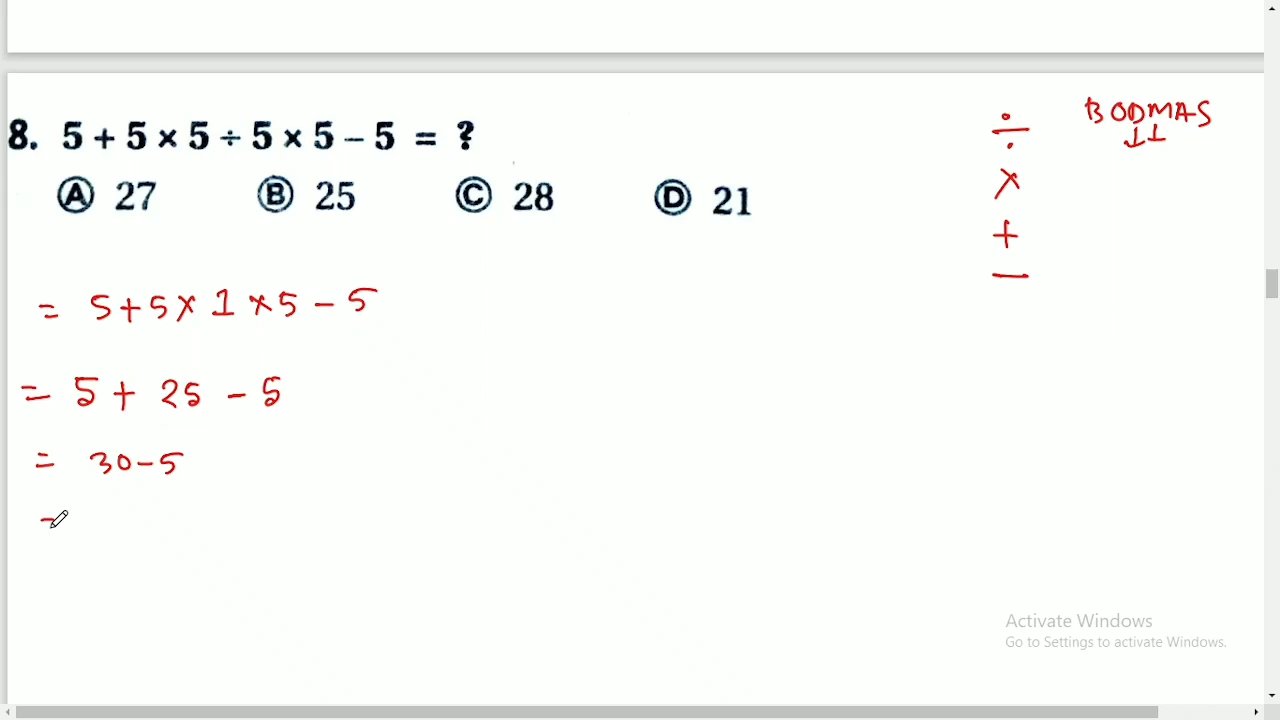 8. 5 + 5 × 5 ÷ 5 × 5 – 5 = ?
Ⓐ 27 Ⓑ 25 Ⓒ 28 Ⓓ 21
÷
×
+
−
BODMAS
↓↓
= 5+5×1×5−5
= 5+ 25 − 5
= 30−5
Activate Windows
Go to Settings to activate Windows.